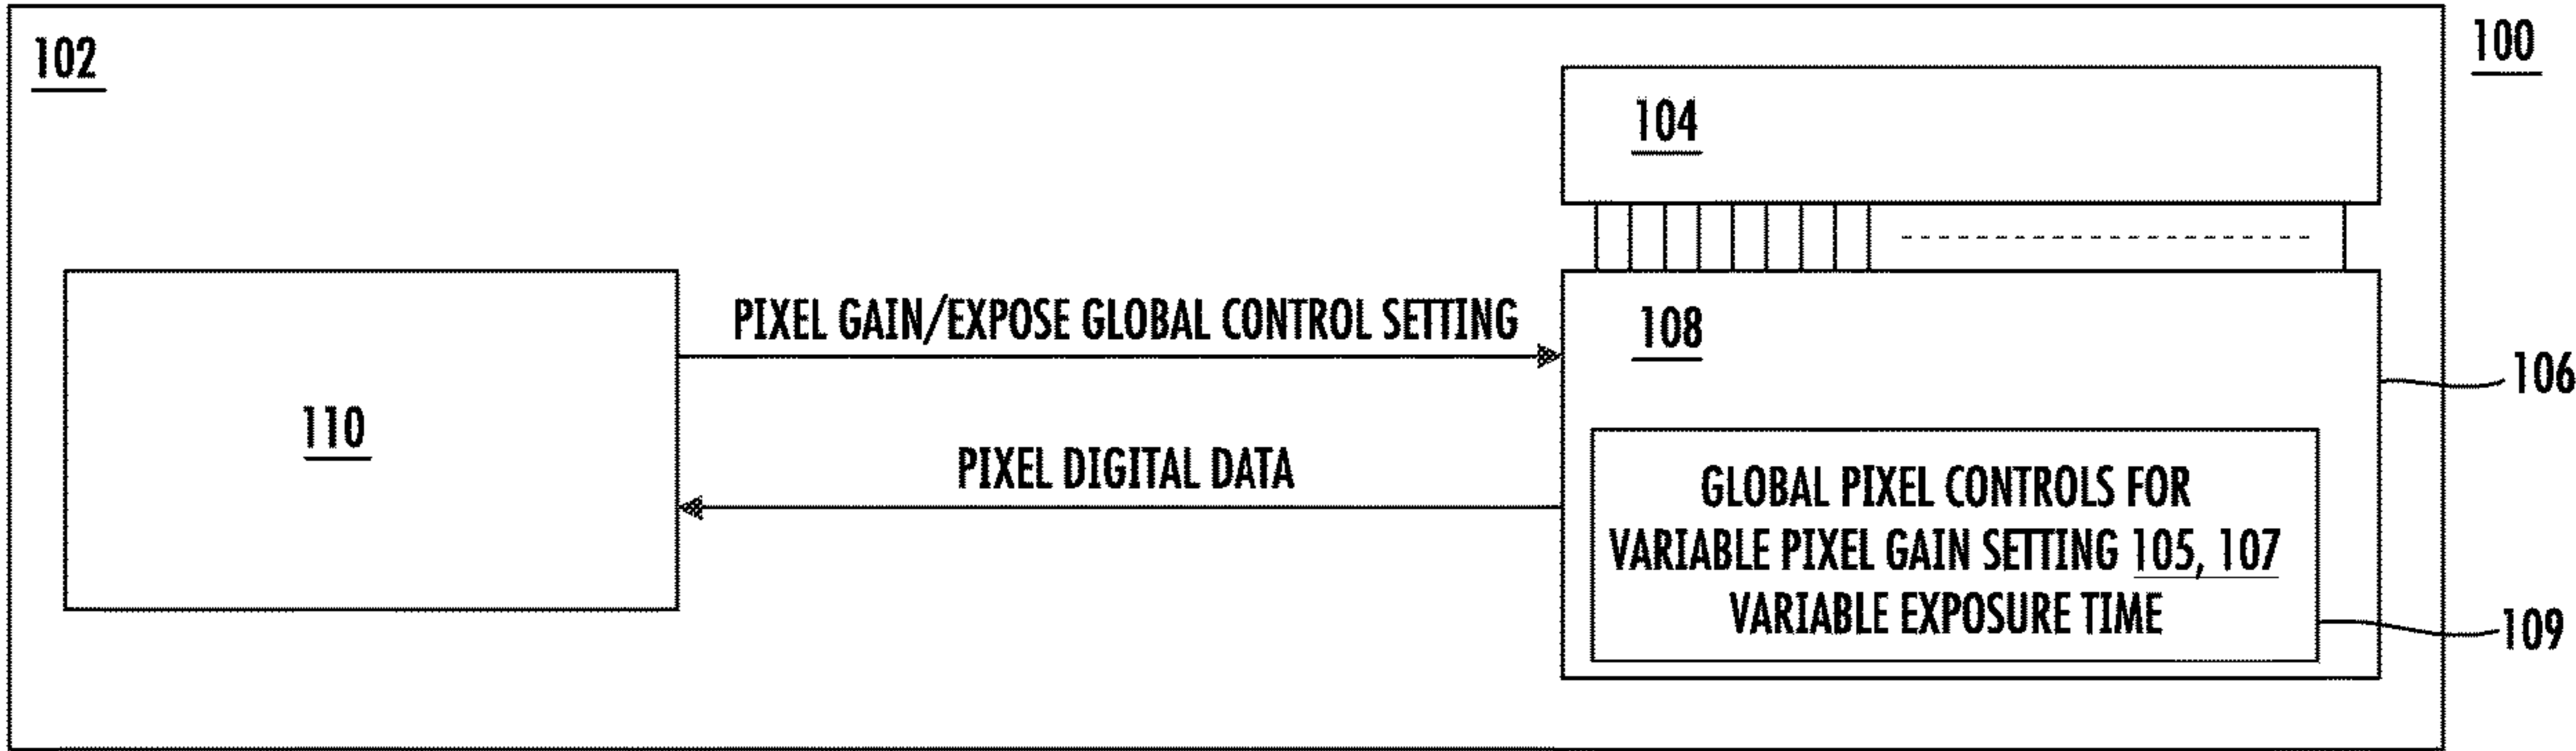 102
100
104
PIXEL GAIN/EXPOSE GLOBAL CONTROL SETTING
108
106
110
PIXEL DIGITAL DATA
GLOBAL PIXEL CONTROLS FOR
VARIABLE PIXEL GAIN SETTING 105, 107
VARIABLE EXPOSURE TIME
109